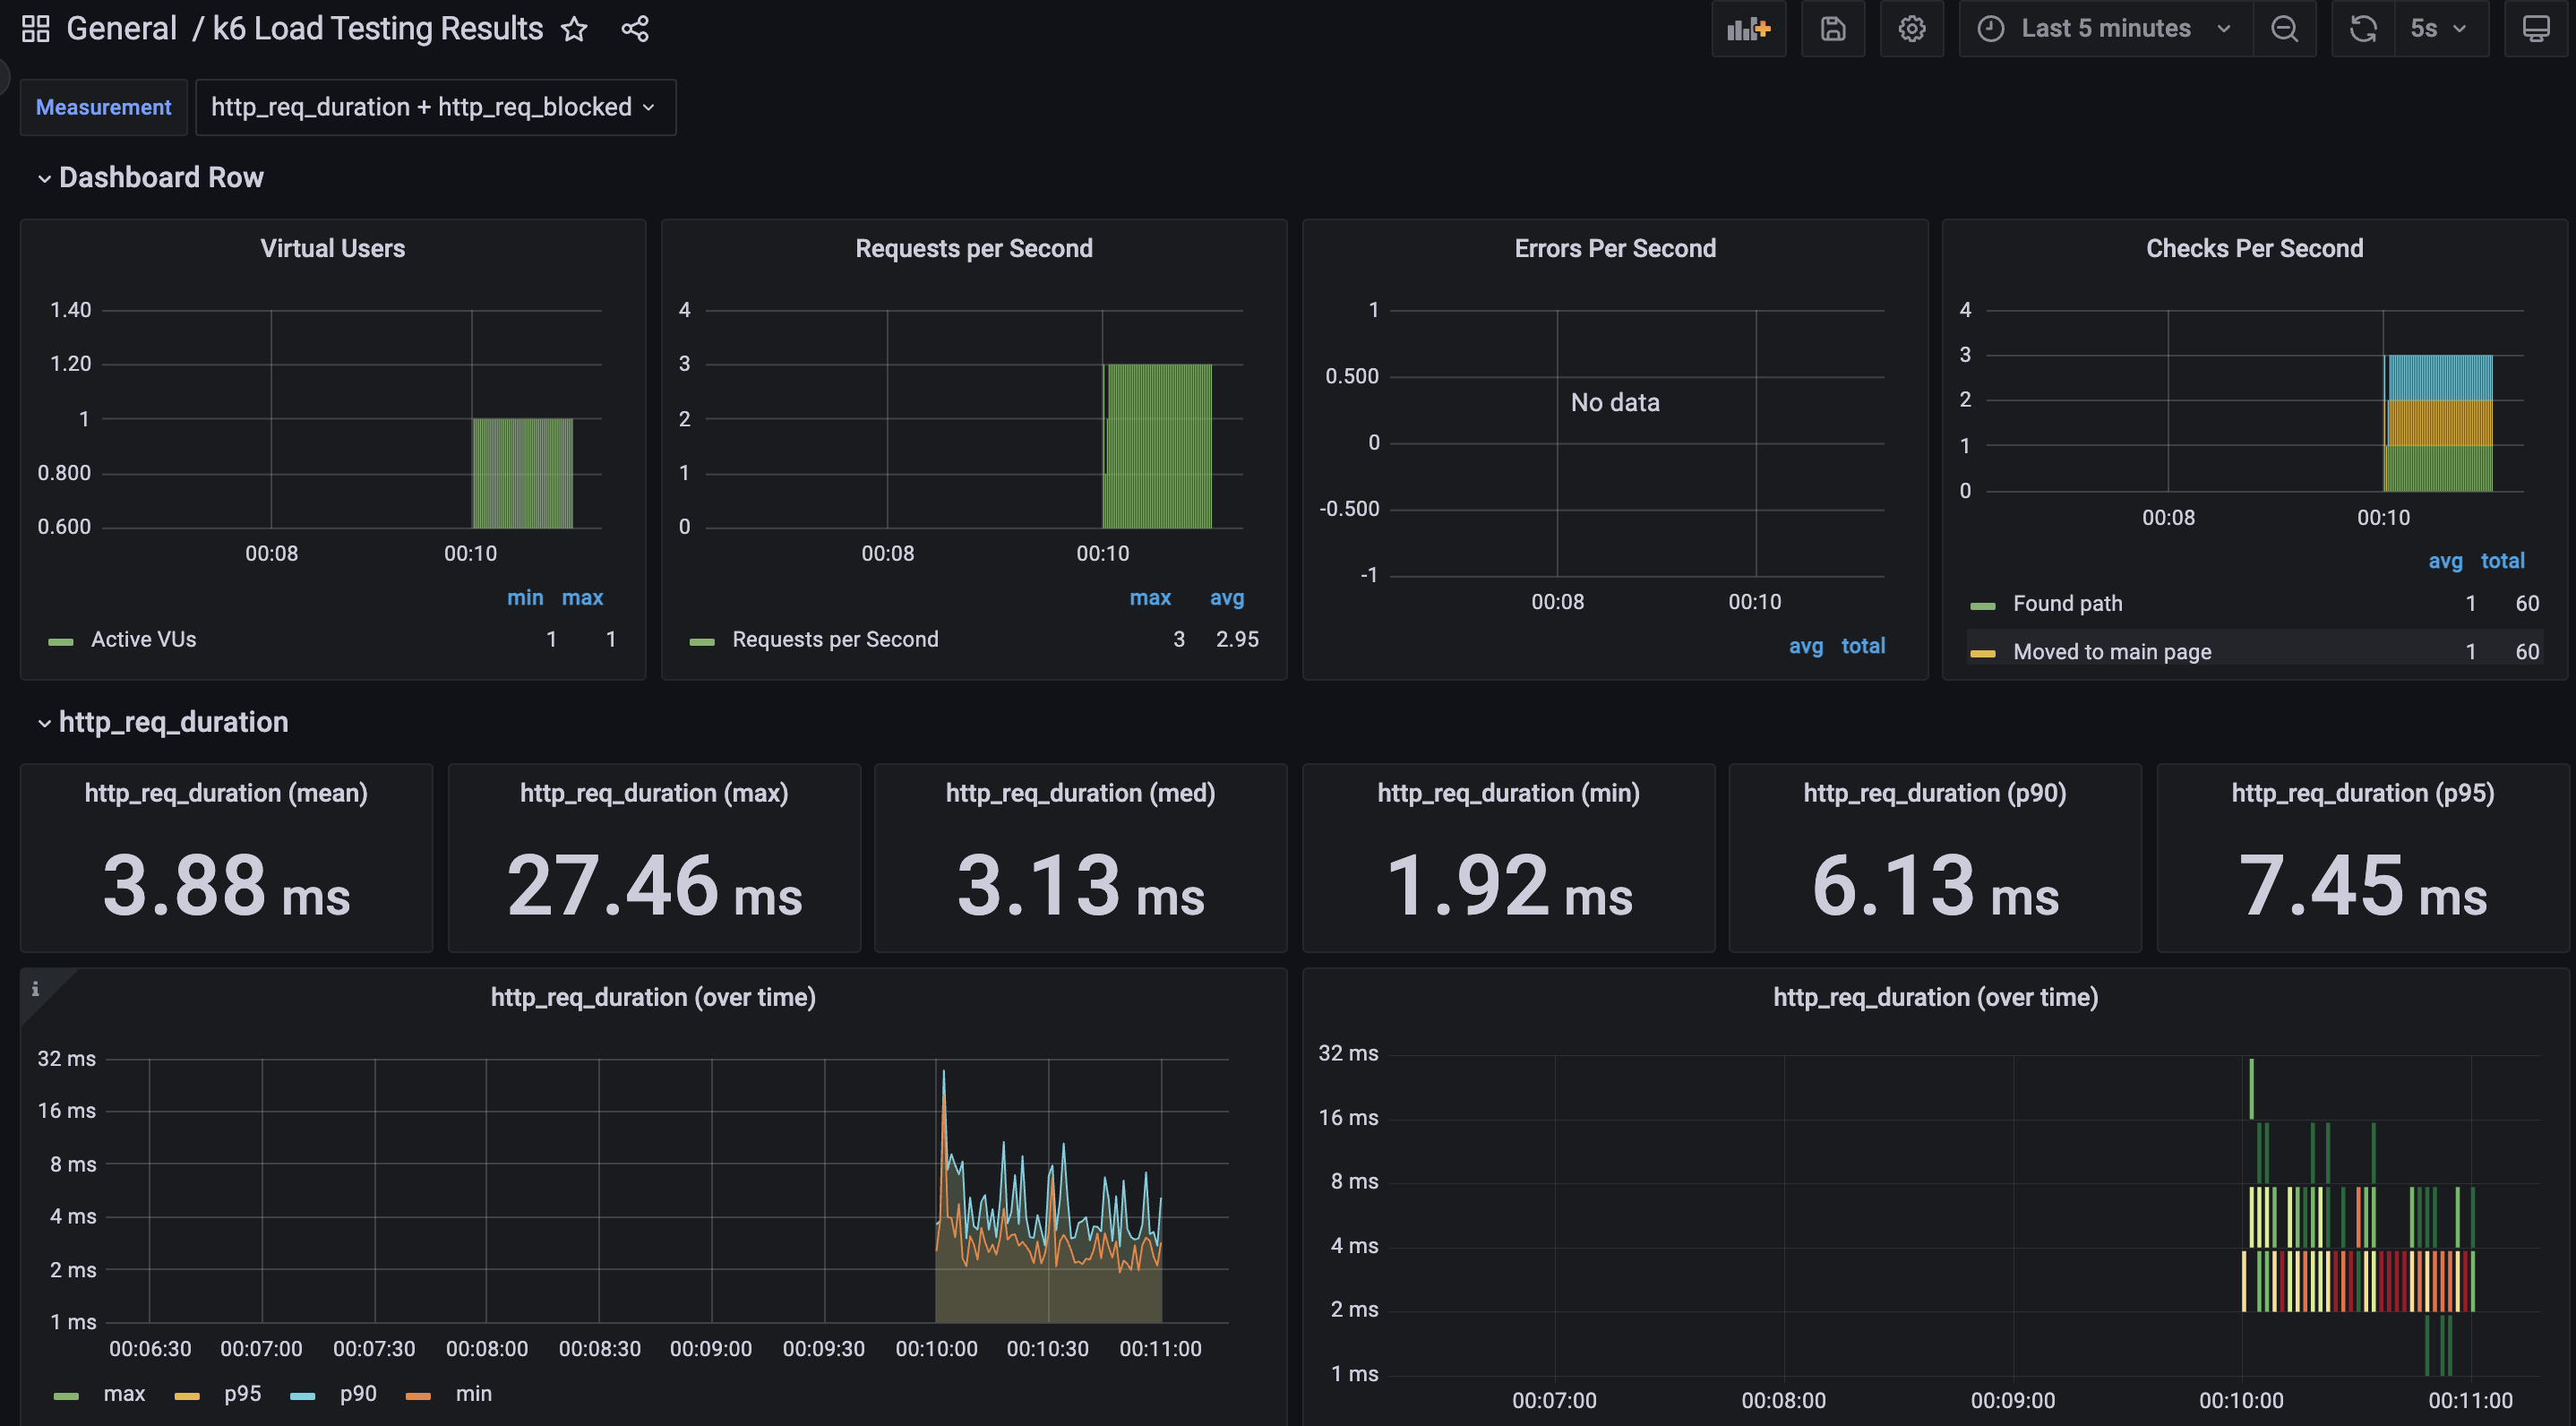 General / k6 Load Testing Results
Last 5 minutes
5s
Measurement
http_req_duration + http_req_blocked
Dashboard Row
Virtual Users
1.40
1.20
1
0.800
0.600
00:08 00:10
min max
Active VUs 1 1
Requests per Second
4
3
2
1
0
00:08 00:10
max avg
Requests per Second 3 2.95
Errors Per Second
1
0.500
0
-0.500
-1
No data
00:08 00:10
avg total
Checks Per Second
4
3
2
1
0
00:08 00:10
avg total
Found path 1 60
Moved to main page 1 60
http_req_duration
http_req_duration (mean)
3.88 ms
http_req_duration (max)
27.46 ms
http_req_duration (med)
3.13 ms
http_req_duration (min)
1.92 ms
http_req_duration (p90)
6.13 ms
http_req_duration (p95)
7.45 ms
i
http_req_duration (over time)
32 ms
16 ms
8 ms
4 ms
2 ms
1 ms
00:06:30 00:07:00 00:07:30 00:08:00 00:08:30 00:09:00 00:09:30 00:10:00 00:10:30 00:11:00
max p95 p90 min
http_req_duration (over time)
32 ms
16 ms
8 ms
4 ms
2 ms
1 ms
00:07:00 00:08:00 00:09:00 00:10:00 00:11:00